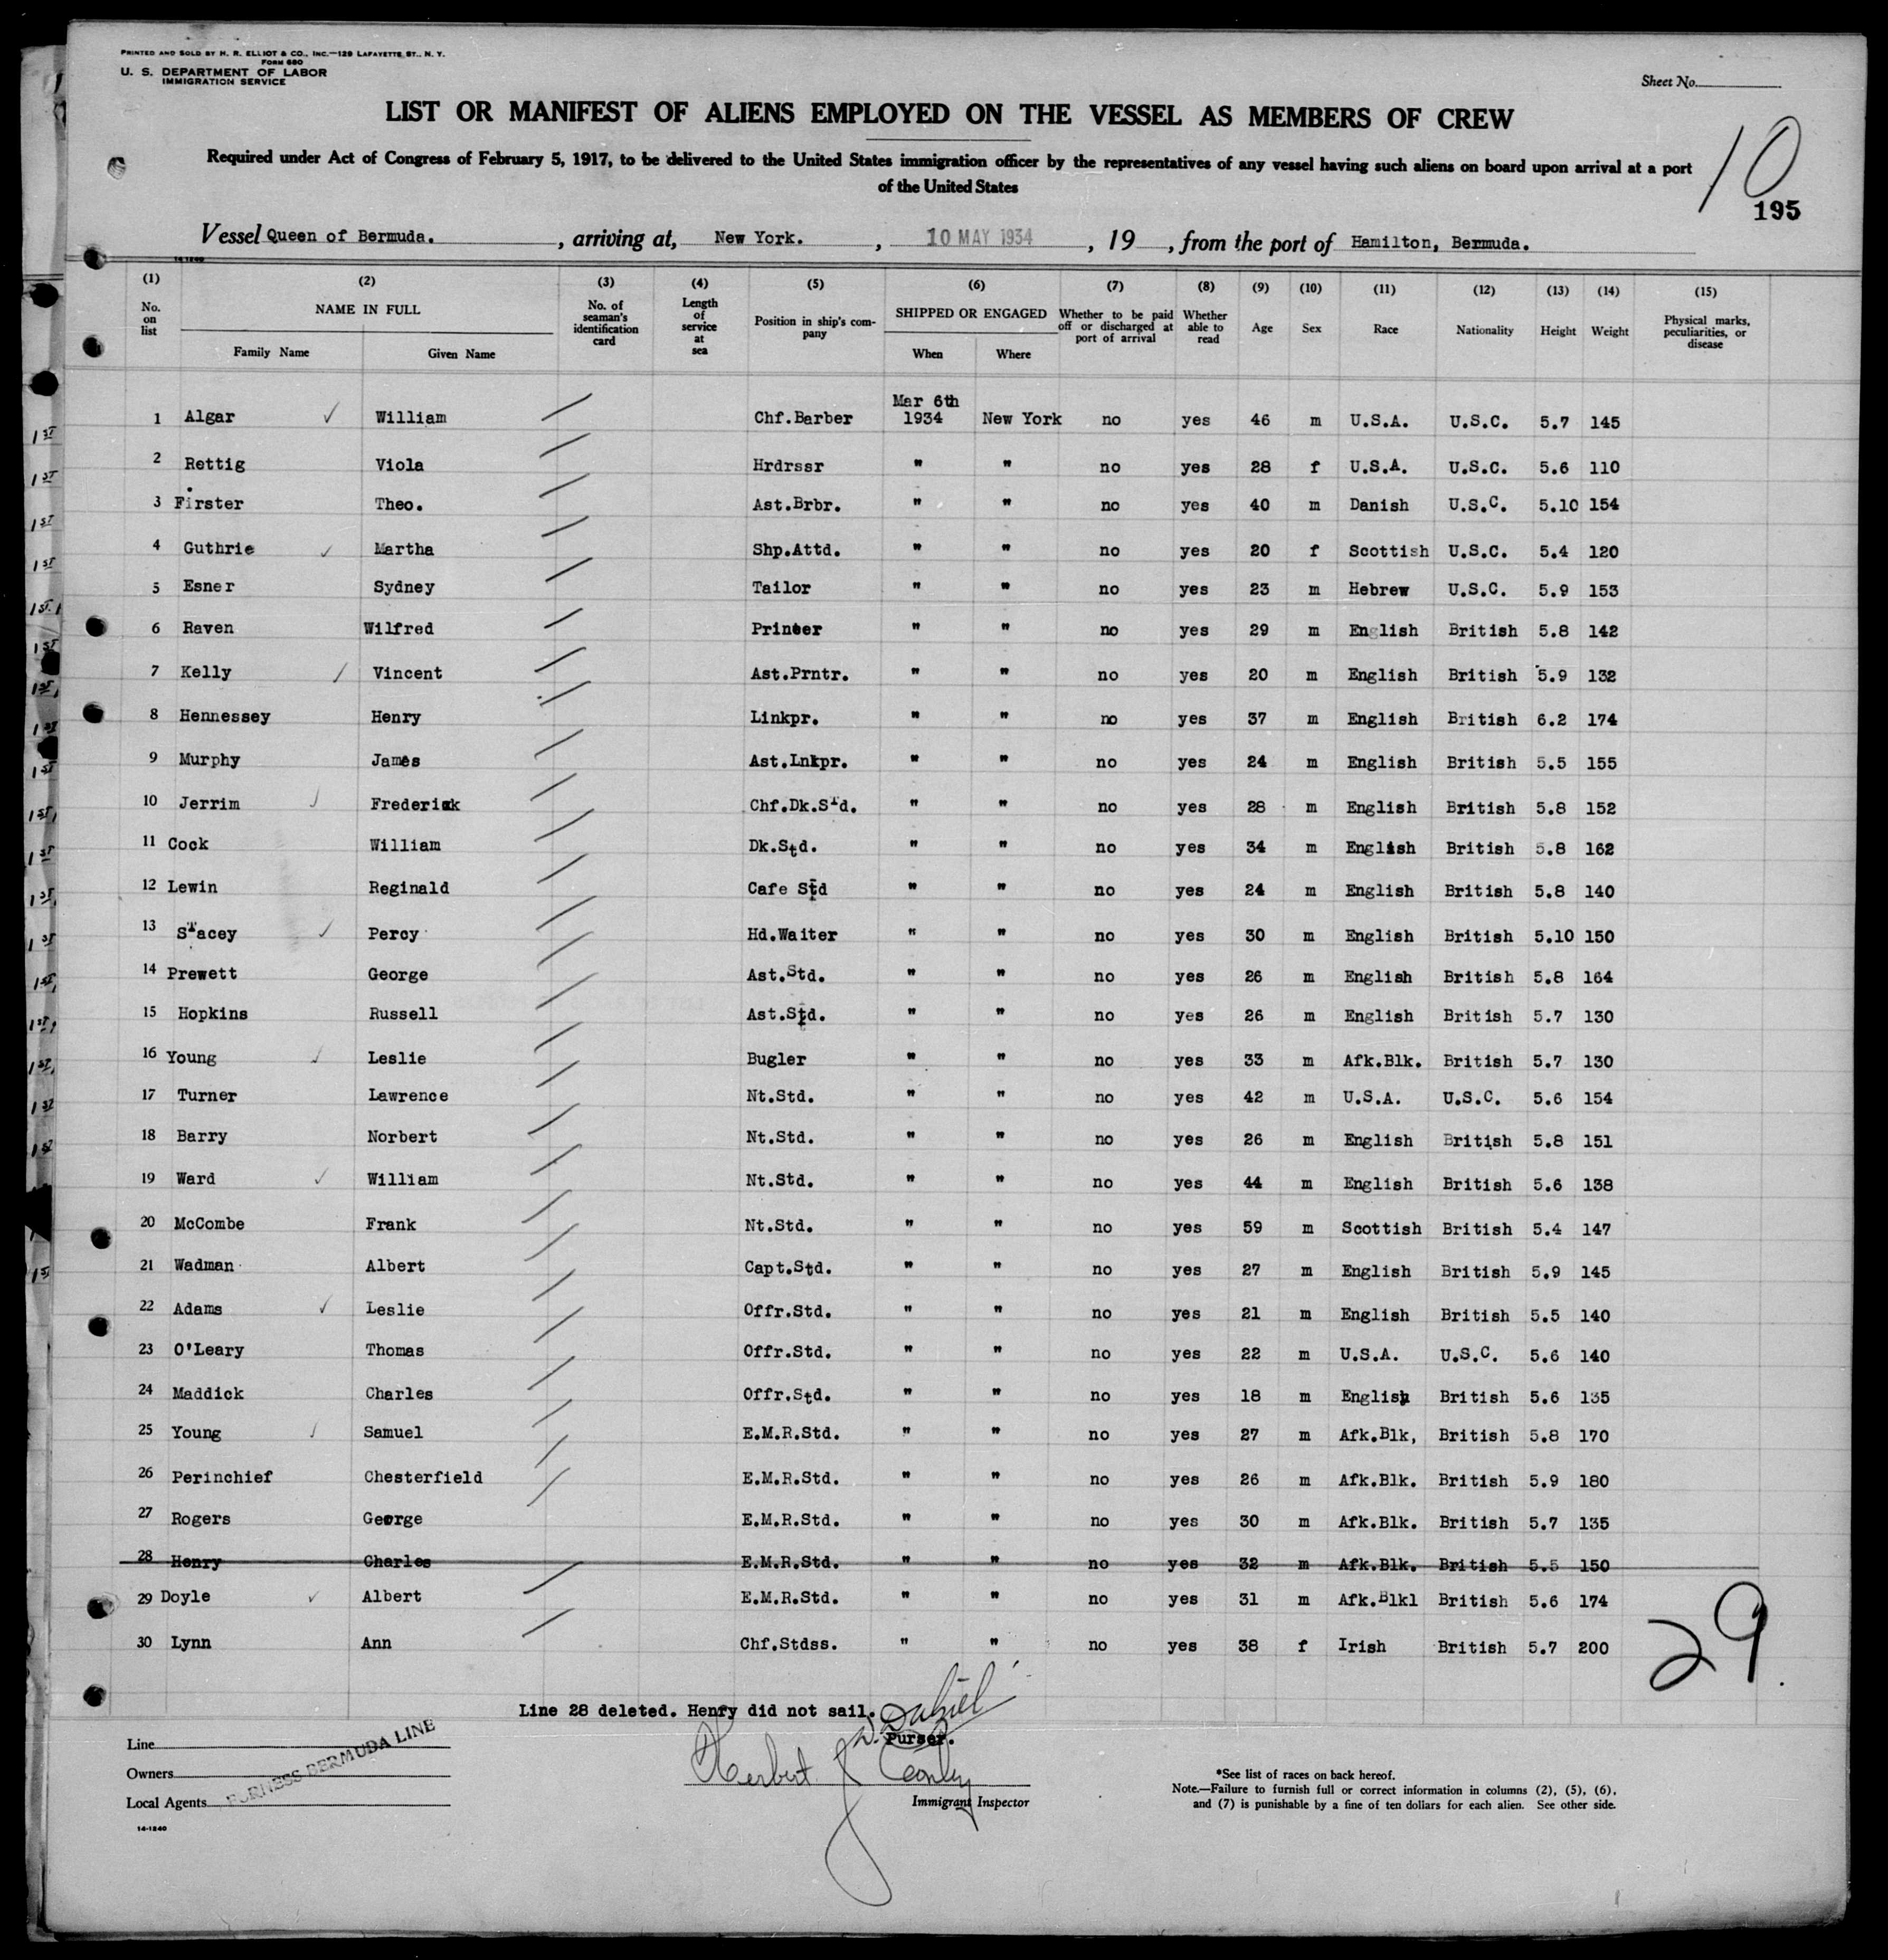 PRINTED AND SOLD BY H. R. ELLIOT & CO., INC.—129 LAFAYETTE ST., N. Y.
FORM 680
U. S. DEPARTMENT OF LABOR
IMMIGRATION SERVICE
Sheet No.
LIST OR MANIFEST OF ALIENS EMPLOYED ON THE VESSEL AS MEMBERS OF CREW
10
Required under Act of Congress of February 5, 1917, to be delivered to the United States immigration officer by the representatives of any vessel having such aliens on board upon arrival at a port
of the United States
195
Vessel Queen of Bermuda. , arriving at, New York. , 10 MAY 1934 , 19 , from the port of Hamilton, Bermuda.
14-1240
(1) (2) (3) (4) (5) (6) (7) (8) (9) (10) (11) (12) (13) (14) (15)
No. on list NAME IN FULL Family Name Given Name No. of seaman's identification card Length of service at sea Position in ship's company SHIPPED OR ENGAGED When Where Whether to be paid off or discharged at port of arrival Whether able to read Age Sex Race Nationality Height Weight Physical marks, peculiarities, or disease
1 Algar William Chf.Barber Mar 6th 1934 New York no yes 46 m U.S.A. U.S.C. 5.7 145
2 Rettig Viola Hrdrssr " " no yes 28 f U.S.A. U.S.C. 5.6 110
3 Firster Theo. Ast.Brbr. " " no yes 40 m Danish U.S.C. 5.10 154
4 Guthrie Martha Shp.Attd. " " no yes 20 f Scottish U.S.C. 5.4 120
5 Esner Sydney Tailor " " no yes 23 m Hebrew U.S.C. 5.9 153
6 Raven Wilfred Printer " " no yes 29 m English British 5.8 142
7 Kelly Vincent Ast.Prntr. " " no yes 20 m English British 5.9 132
8 Hennessey Henry Linkpr. " " no yes 37 m English British 6.2 174
9 Murphy James Ast.Lnkpr. " " no yes 24 m English British 5.5 155
10 Jerrim Frederick Chf.Dk.STd. " " no yes 28 m English British 5.8 152
11 Cock William Dk.Std. " " no yes 34 m English British 5.8 162
12 Lewin Reginald Cafe Std " " no yes 24 m English British 5.8 140
13 STacey Percy Hd.Waiter " " no yes 30 m English British 5.10 150
14 Prewett George Ast.Std. " " no yes 26 m English British 5.8 164
15 Hopkins Russell Ast.Std. " " no yes 26 m English British 5.7 130
16 Young Leslie Bugler " " no yes 33 m Afk.Blk. British 5.7 130
17 Turner Lawrence Nt.Std. " " no yes 42 m U.S.A. U.S.C. 5.6 154
18 Barry Norbert Nt.Std. " " no yes 26 m English British 5.8 151
19 Ward William Nt.Std. " " no yes 44 m English British 5.6 138
20 McCombe Frank Nt.Std. " " no yes 59 m Scottish British 5.4 147
21 Wadman Albert Capt.Std. " " no yes 27 m English British 5.9 145
22 Adams Leslie Offr.Std. " " no yes 21 m English British 5.5 140
23 O'Leary Thomas Offr.Std. " " no yes 22 m U.S.A. U.S.C. 5.6 140
24 Maddick Charles Offr.Std. " " no yes 18 m English British 5.6 135
25 Young Samuel E.M.R.Std. " " no yes 27 m Afk.Blk, British 5.8 170
26 Perinchief Chesterfield E.M.R.Std. " " no yes 26 m Afk.Blk. British 5.9 180
27 Rogers George E.M.R.Std. " " no yes 30 m Afk.Blk. British 5.7 135
28 Henry Charles E.M.R.Std. " " no yes 32 m Afk.Blk. British 5.5 150
29 Doyle Albert E.M.R.Std. " " no yes 31 m Afk.Blkl British 5.6 174
30 Lynn Ann Chf.Stdss. " " no yes 38 f Irish British 5.7 200
29
Line 28 deleted. Henry did not sail.
Purser.
Line
Owners
Local Agents
FURNESS BERMUDA LINE
Herbert J Conley
Immigrant Inspector
*See list of races on back hereof.
Note.—Failure to furnish full or correct information in columns (2), (5), (6),
and (7) is punishable by a fine of ten dollars for each alien. See other side.
14-1240